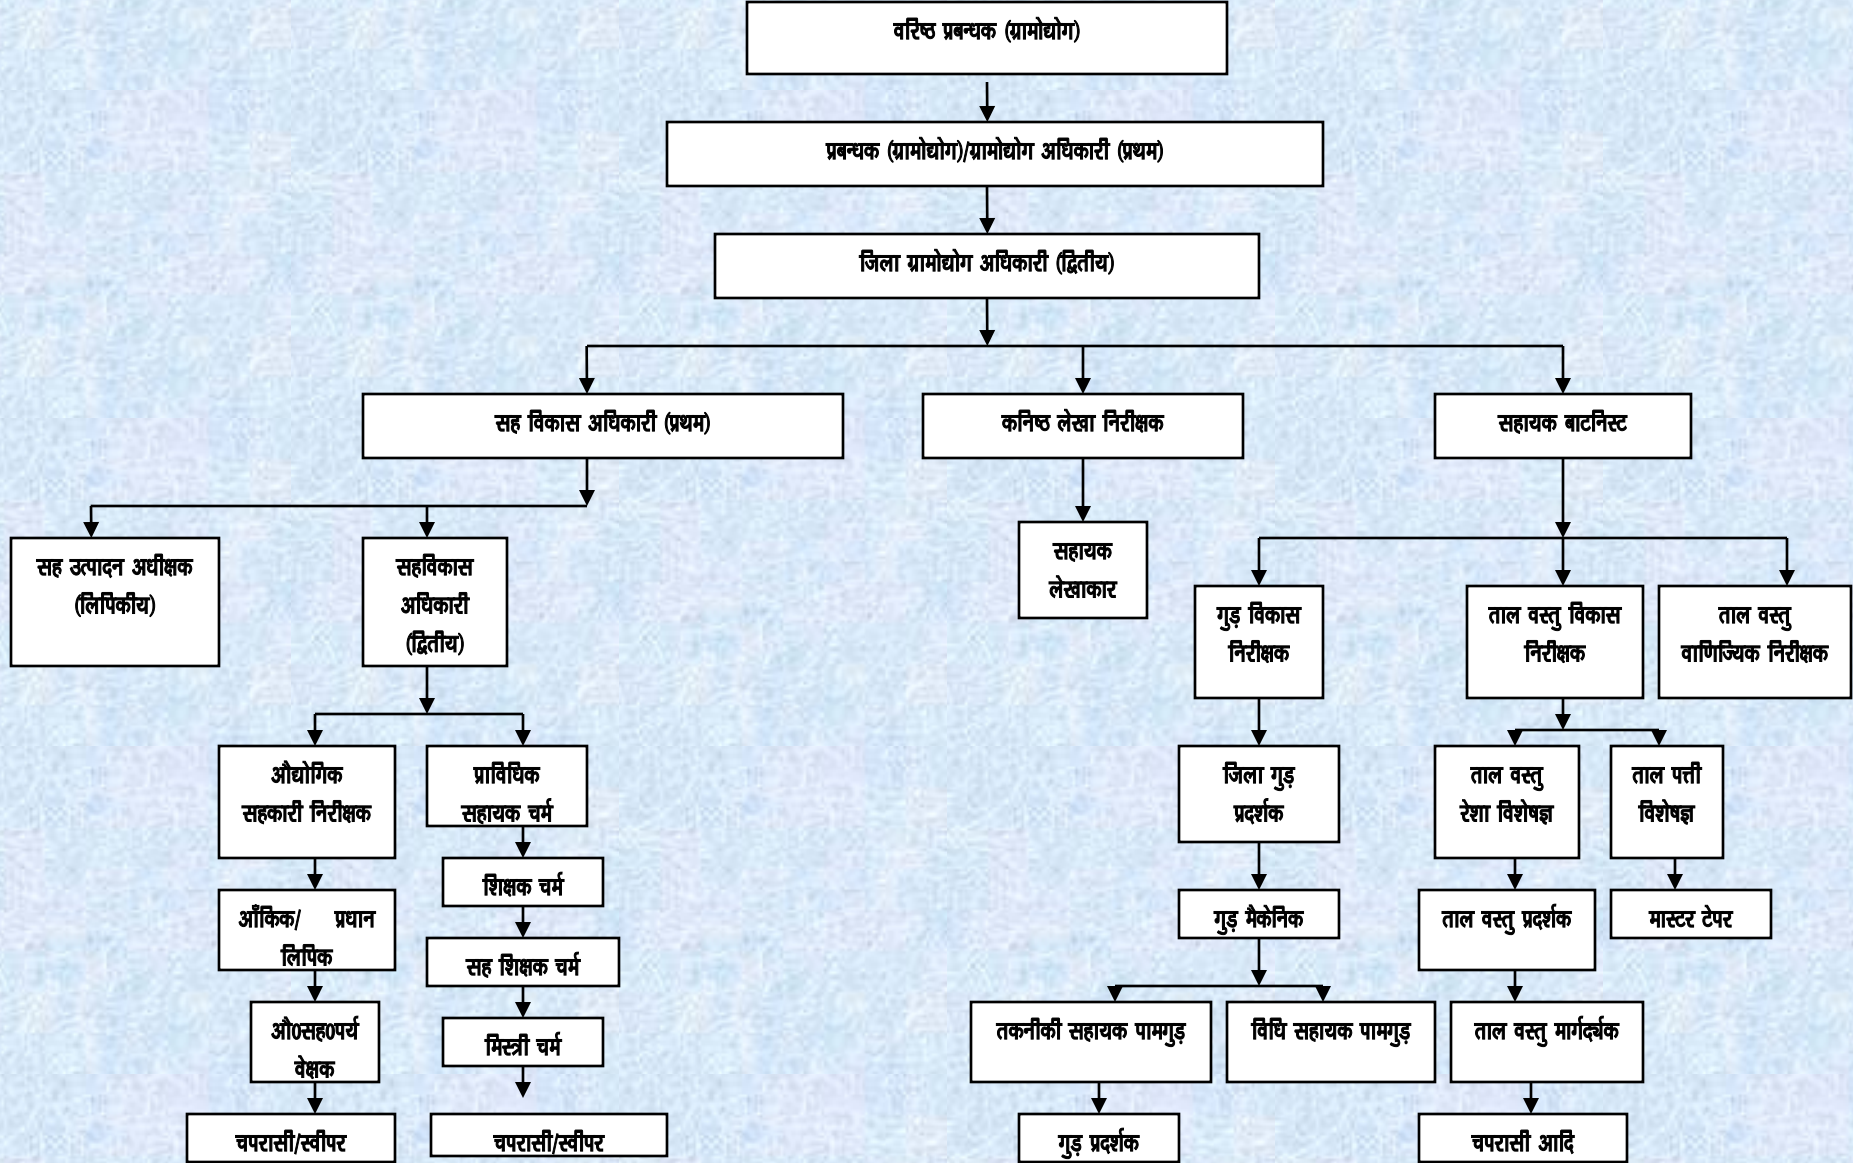 वरिष्ठ प्रबन्धक (ग्रामोद्योग)
प्रबन्धक (ग्रामोद्योग)/ग्रामोद्योग अधिकारी (प्रथम)
जिला ग्रामोद्योग अधिकारी (द्वितीय)
सह विकास अधिकारी (प्रथम)
कनिष्ठ लेखा निरीक्षक
सहायक बाटनिस्ट
सह उत्पादन अधीक्षक
(लिपिकीय)
सहविकास
अधिकारी
(द्वितीय)
सहायक
लेखाकार
गुड़ विकास
निरीक्षक
ताल वस्तु विकास
निरीक्षक
ताल वस्तु
वाणिज्यिक निरीक्षक
औद्योगिक
सहकारी निरीक्षक
प्राविधिक
सहायक चर्म
जिला गुड़
प्रदर्शक
ताल वस्तु
रेशा विशेषज्ञ
ताल पत्ती
विशेषज्ञ
शिक्षक चर्म
आँकिक/ प्रधान
लिपिक
गुड़ मैकेनिक
ताल वस्तु प्रदर्शक
मास्टर टेपर
सह शिक्षक चर्म
औ0सह0पर्य
वेक्षक
मिस्त्री चर्म
तकनीकी सहायक पामगुड़
विधि सहायक पामगुड़
ताल वस्तु मार्गर्द्यक
चपरासी/स्वीपर
चपरासी/स्वीपर
गुड़ प्रदर्शक
चपरासी आदि